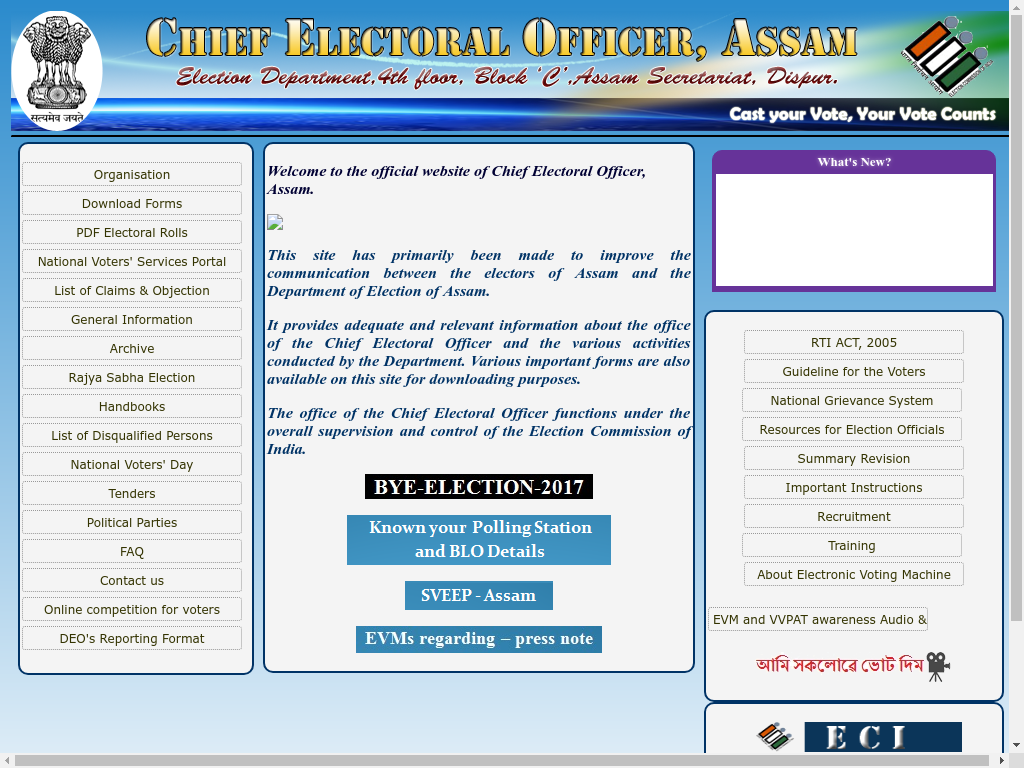 CHIEF ELECTORAL OFFICER, ASSAM
Election Department,4th floor, Block 'C',Assam Secretariat, Dispur.
सत्यमेव जयते
Cast your Vote, Your Vote Counts
Organisation
Download Forms
PDF Electoral Rolls
National Voters' Services Portal
List of Claims & Objection
General Information
Archive
Rajya Sabha Election
Handbooks
List of Disqualified Persons
National Voters' Day
Tenders
Political Parties
FAQ
Contact us
Online competition for voters
DEO's Reporting Format
Welcome to the official website of Chief Electoral Officer,
Assam.
This site has primarily been made to improve the
communication between the electors of Assam and the
Department of Election of Assam.
It provides adequate and relevant information about the office
of the Chief Electoral Officer and the various activities
conducted by the Department. Various important forms are also
available on this site for downloading purposes.
The office of the Chief Electoral Officer functions under the
overall supervision and control of the Election Commission of
India.
BYE-ELECTION-2017
Known your Polling Station
and BLO Details
SVEEP - Assam
EVMs regarding – press note
What's New?
RTI ACT, 2005
Guideline for the Voters
National Grievance System
Resources for Election Officials
Summary Revision
Important Instructions
Recruitment
Training
About Electronic Voting Machine
EVM and VVPAT awareness Audio &
আমি সকলোৱে ভোট দিম
ECI